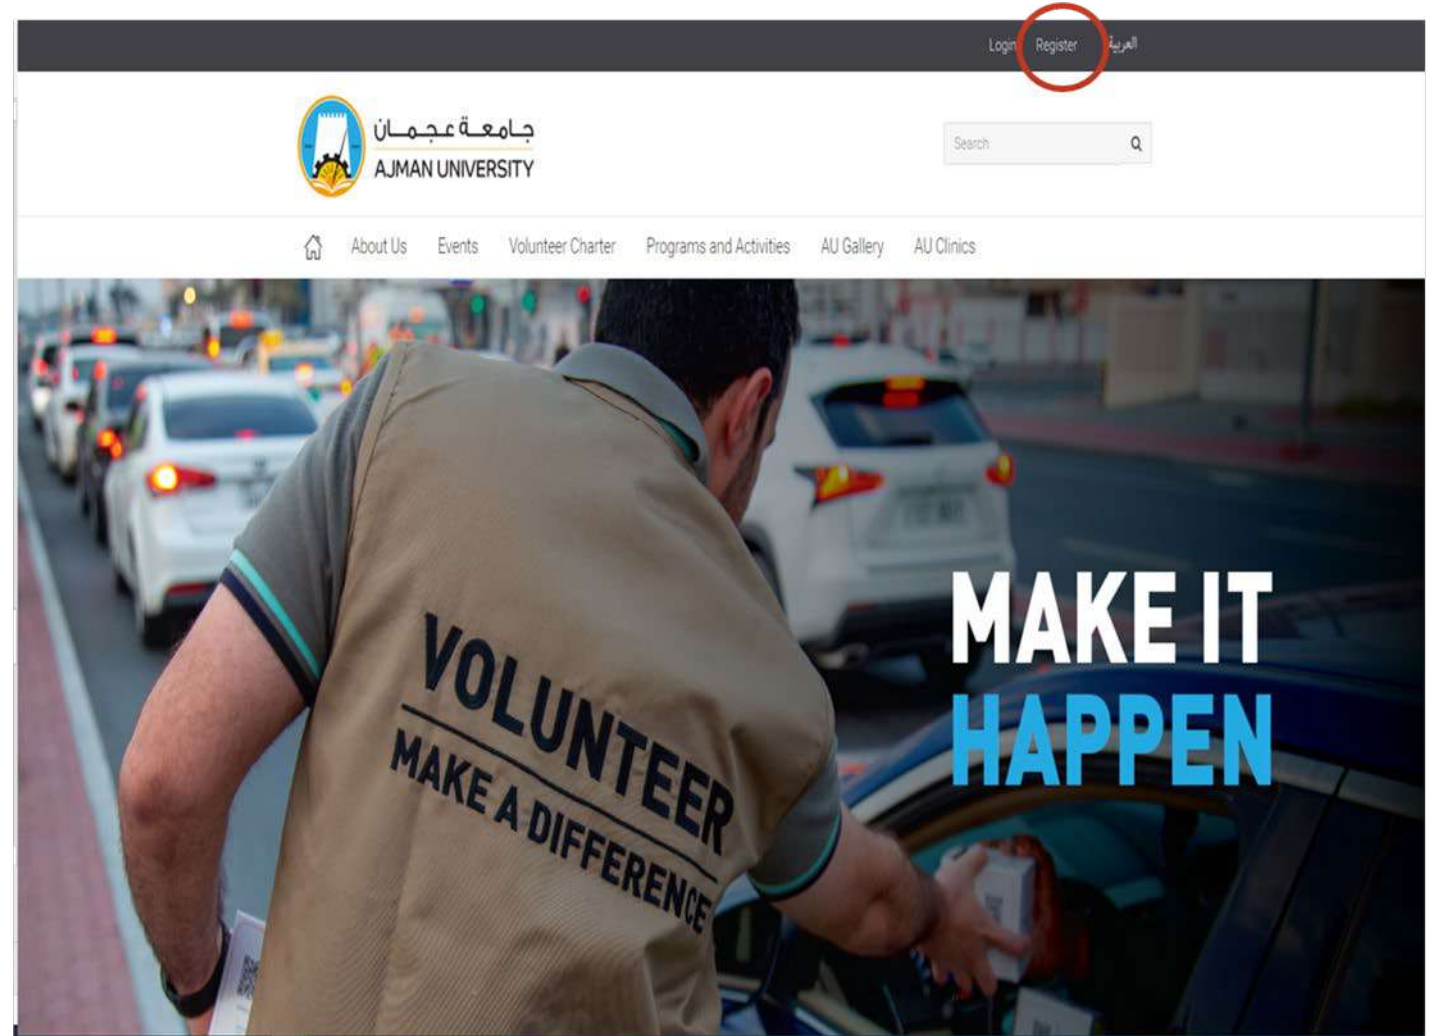 Login Register العربية
جامعة عجمان
AJMAN UNIVERSITY
Search
About Us Events Volunteer Charter Programs and Activities AU Gallery AU Clinics
MAKE IT
HAPPEN
VOLUNTEER
MAKE A DIFFERENCE